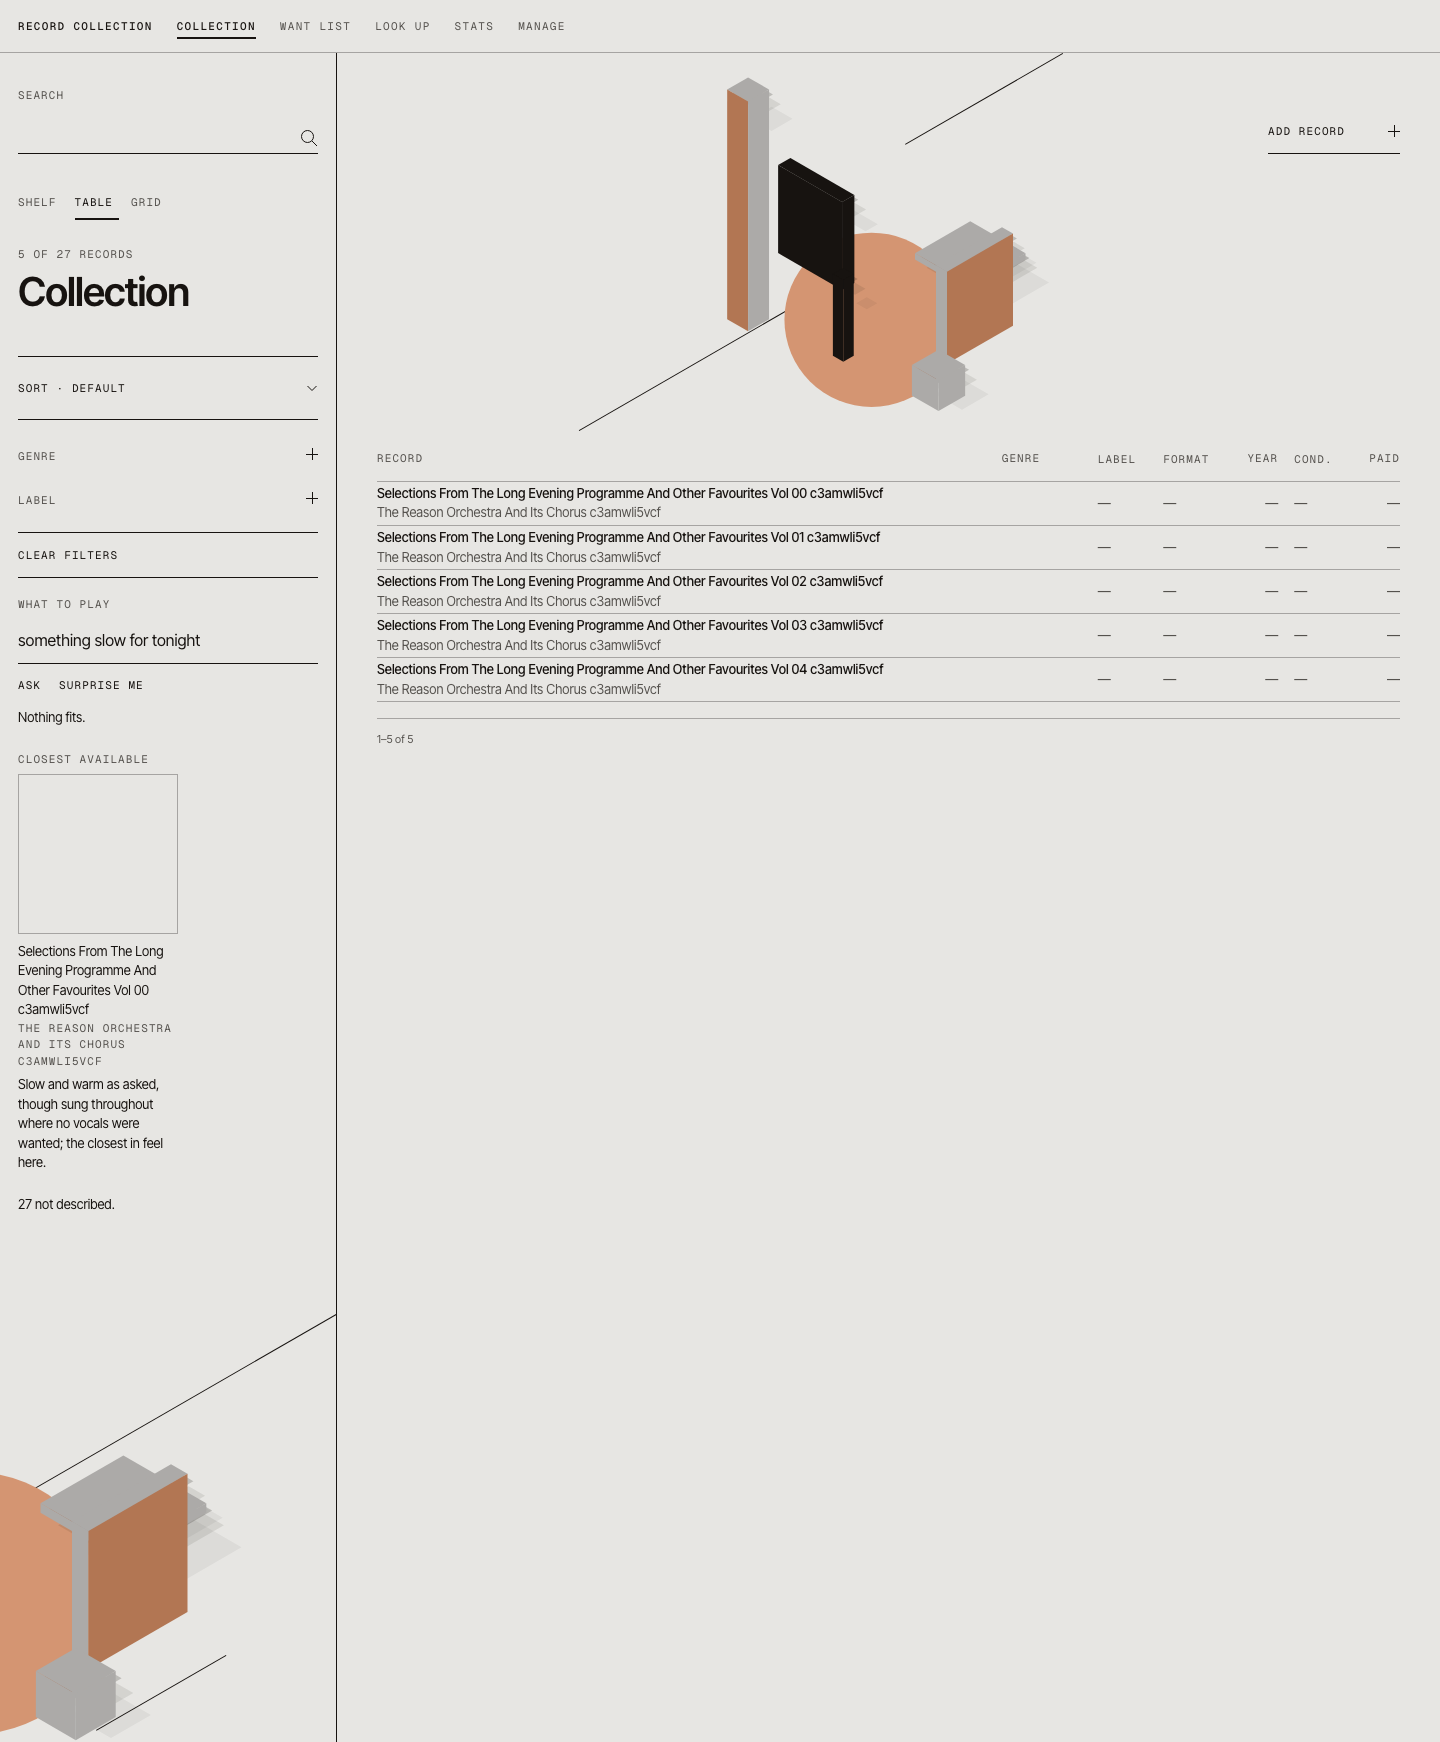 RECORD COLLECTION COLLECTION WANT LIST LOOK UP STATS MANAGE
SEARCH
ADD RECORD
SHELF TABLE GRID
5 OF 27 RECORDS
Collection
SORT · DEFAULT
GENRE
LABEL
CLEAR FILTERS
WHAT TO PLAY
something slow for tonight
ASK SURPRISE ME
Nothing fits.
CLOSEST AVAILABLE
Selections From The Long
Evening Programme And
Other Favourites Vol 00
c3amwli5vcf
THE REASON ORCHESTRA
AND ITS CHORUS
C3AMWLI5VCF
Slow and warm as asked,
though sung throughout
where no vocals were
wanted; the closest in feel
here.
27 not described.
RECORD GENRE LABEL FORMAT YEAR COND. PAID
Selections From The Long Evening Programme And Other Favourites Vol 00 c3amwli5vcf
The Reason Orchestra And Its Chorus c3amwli5vcf
— — — — —
Selections From The Long Evening Programme And Other Favourites Vol 01 c3amwli5vcf
The Reason Orchestra And Its Chorus c3amwli5vcf
— — — — —
Selections From The Long Evening Programme And Other Favourites Vol 02 c3amwli5vcf
The Reason Orchestra And Its Chorus c3amwli5vcf
— — — — —
Selections From The Long Evening Programme And Other Favourites Vol 03 c3amwli5vcf
The Reason Orchestra And Its Chorus c3amwli5vcf
— — — — —
Selections From The Long Evening Programme And Other Favourites Vol 04 c3amwli5vcf
The Reason Orchestra And Its Chorus c3amwli5vcf
— — — — —
1–5 of 5